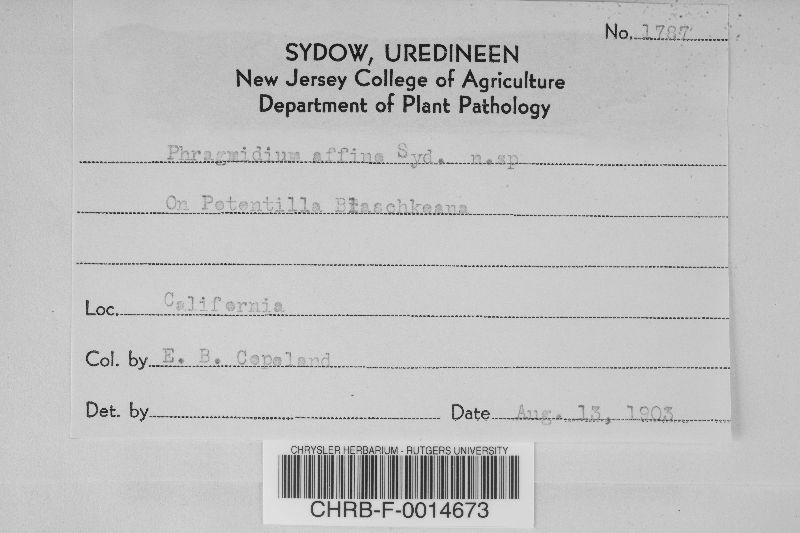 No. 1787
SYDOW, UREDINEEN
New Jersey College of Agriculture
Department of Plant Pathology
Phragmidium affine Syd. n.sp
On Potentilla Blaschkeana
Loc. California
Col. by E. B. Copeland
Det. by
Date Aug. 13, 1903
CHRYSLER HERBARIUM - RUTGERS UNIVERSITY
CHRB-F-0014673